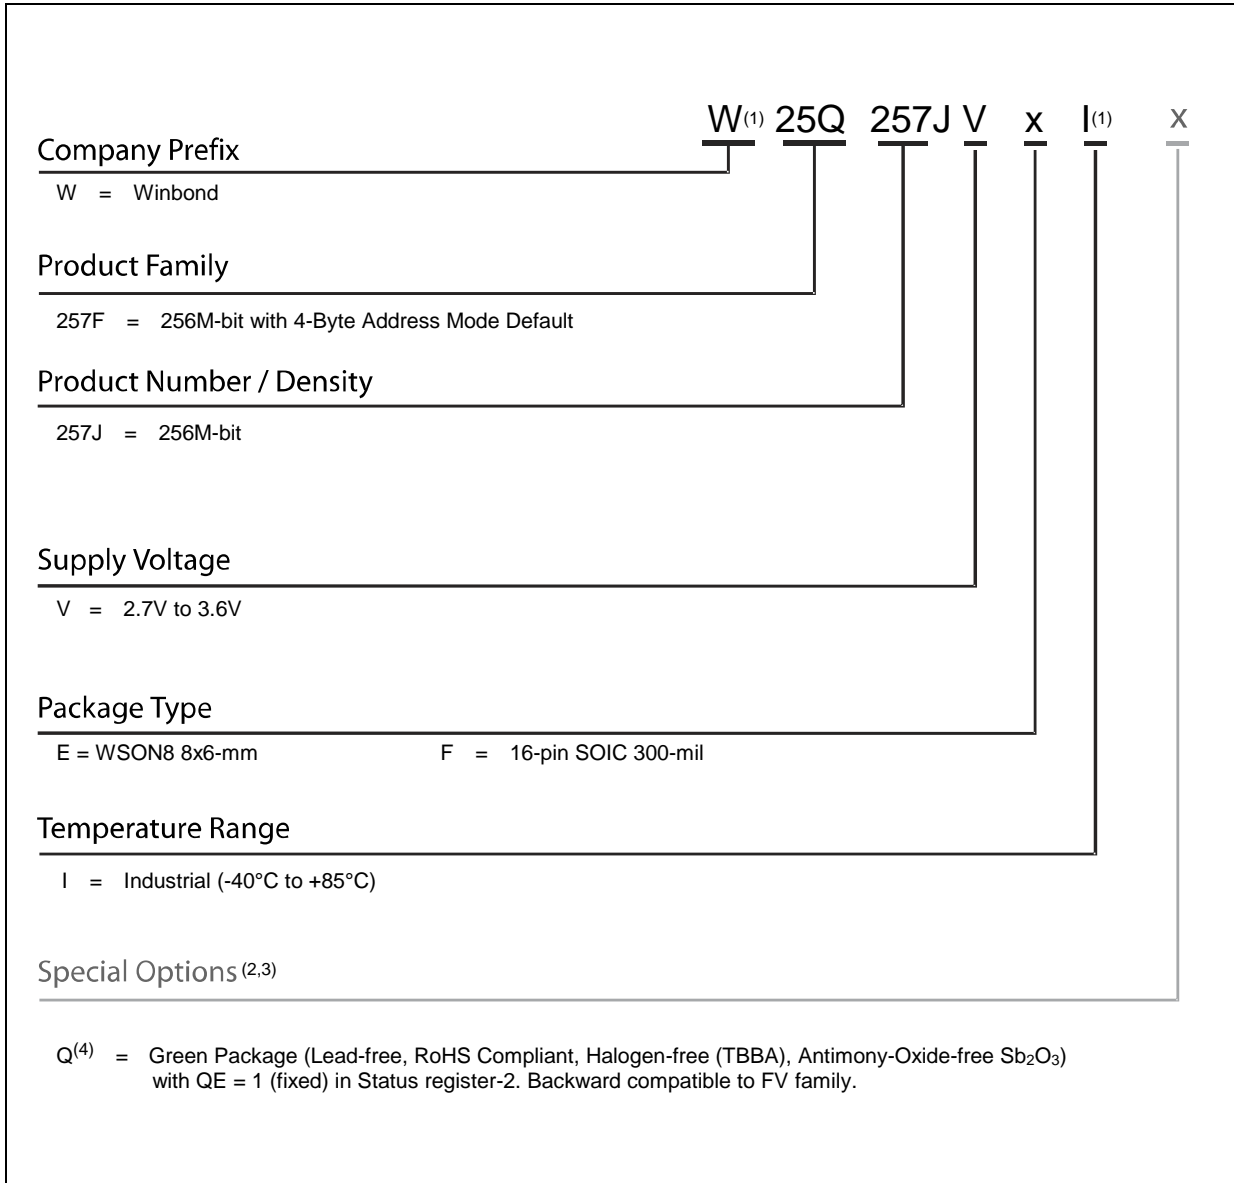 W(1) 25Q 257J V x I(1) x
Company Prefix
W = Winbond
Product Family
257F = 256M-bit with 4-Byte Address Mode Default
Product Number / Density
257J = 256M-bit
Supply Voltage
V = 2.7V to 3.6V
Package Type
E = WSON8 8x6-mm F = 16-pin SOIC 300-mil
Temperature Range
I = Industrial (-40°C to +85°C)
Special Options (2,3)
Q(4) = Green Package (Lead-free, RoHS Compliant, Halogen-free (TBBA), Antimony-Oxide-free Sb2O3)
with QE = 1 (fixed) in Status register-2. Backward compatible to FV family.